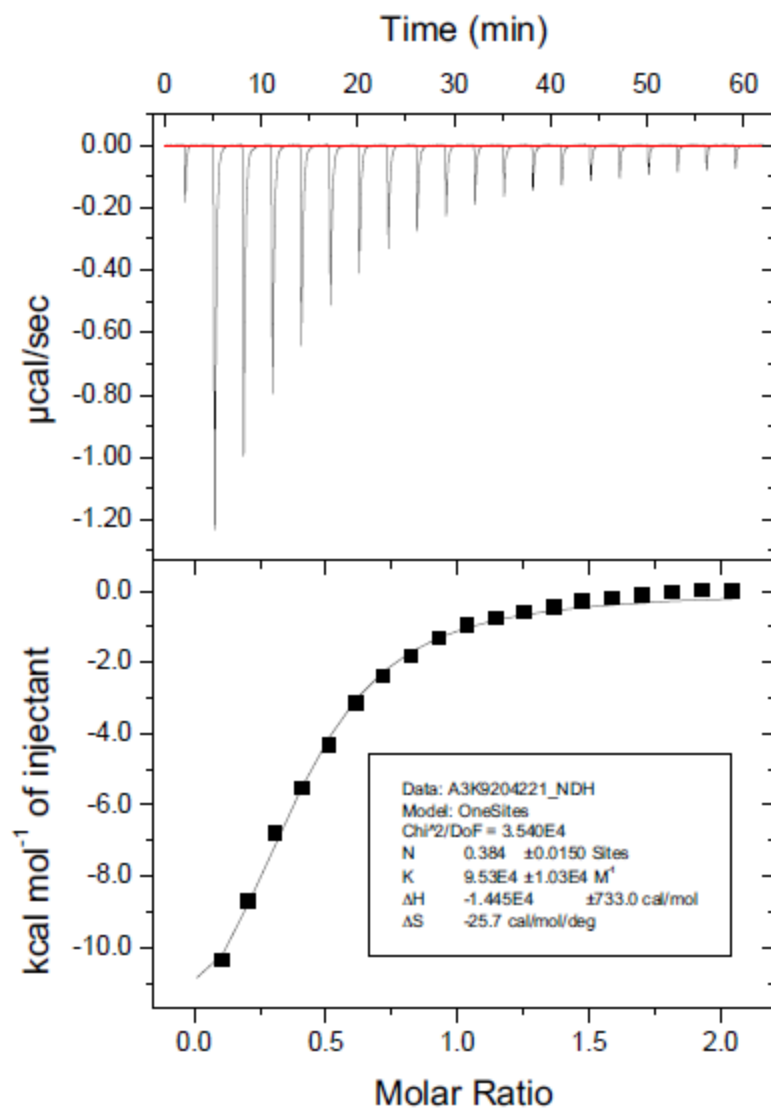 Time (min)
0 10 20 30 40 50 60
0.00
-0.20
-0.40
-0.60
-0.80
-1.00
-1.20
µcal/sec
0.0
-2.0
-4.0
-6.0
-8.0
-10.0
kcal mol⁻¹ of injectant
Data: A3K9204221_NDH
Model: OneSites
Chi^2/DoF = 3.540E4
N 0.384 ±0.0150 Sites
K 9.53E4 ±1.03E4 M⁻¹
ΔH -1.445E4 ±733.0 cal/mol
ΔS -25.7 cal/mol/deg
0.0 0.5 1.0 1.5 2.0
Molar Ratio